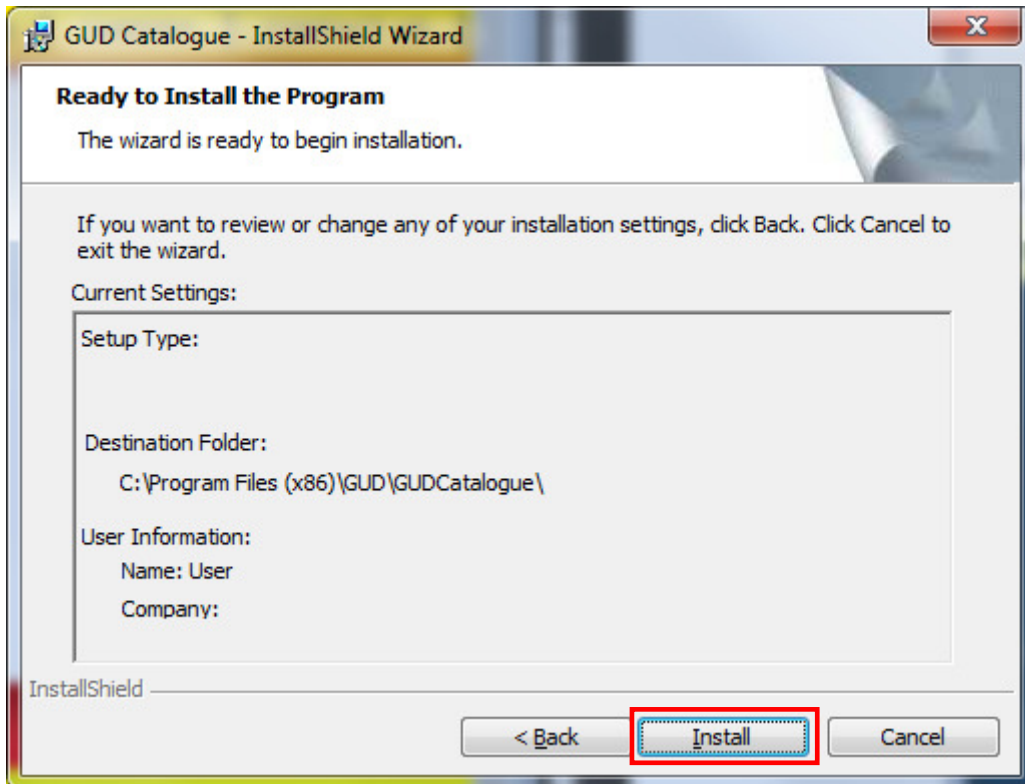 GUD Catalogue - InstallShield Wizard
X
Ready to Install the Program
The wizard is ready to begin installation.
If you want to review or change any of your installation settings, click Back. Click Cancel to
exit the wizard.
Current Settings:
Setup Type:
Destination Folder:
C:\Program Files (x86)\GUD\GUDCatalogue\
User Information:
Name: User
Company:
InstallShield
< Back Install Cancel